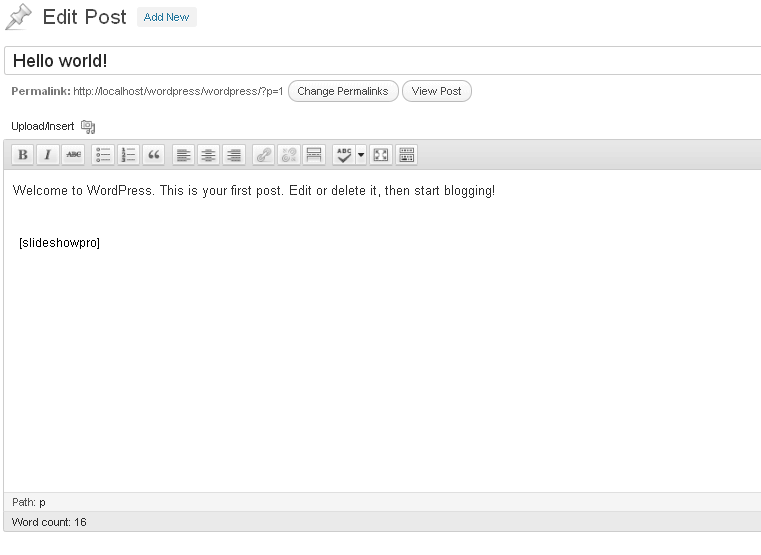 Edit Post Add New
Hello world!
Permalink: http://localhost/wordpress/wordpress/?p=1 Change Permalinks View Post
Upload/Insert
B I ABC ABC
Welcome to WordPress. This is your first post. Edit or delete it, then start blogging!
[slideshowpro]
Path: p
Word count: 16